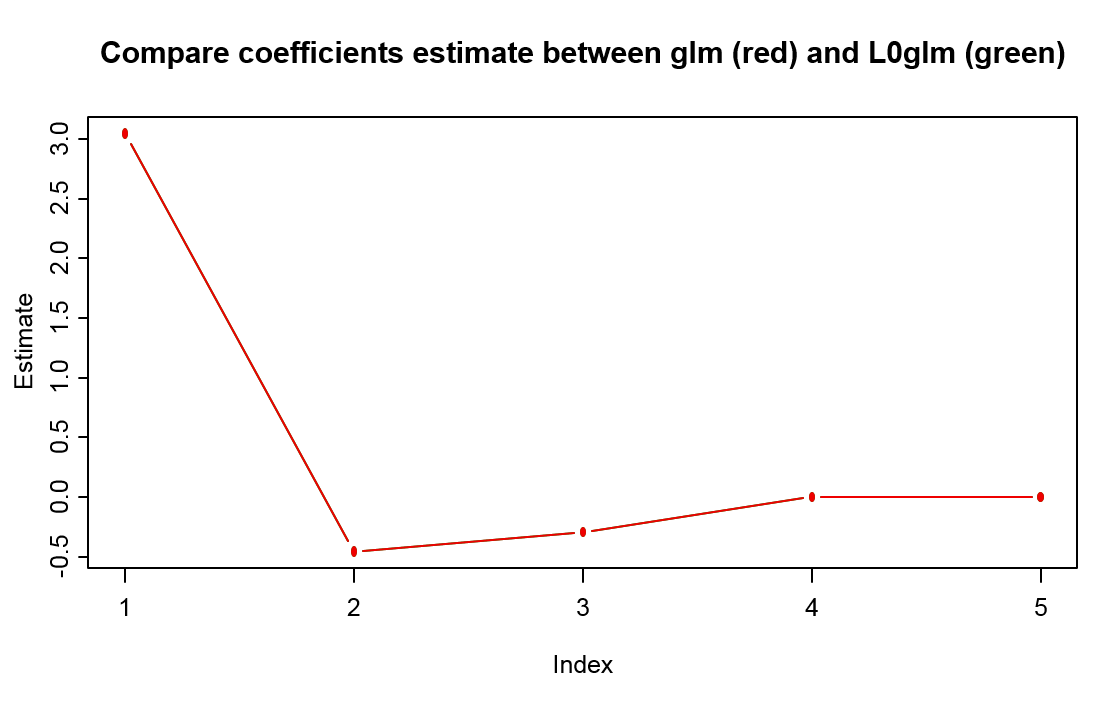 Compare coefficients estimate between glm (red) and L0glm (green)
Estimate
3.0
2.5
2.0
1.5
1.0
0.5
0.0
-0.5
1 2 3 4 5
Index